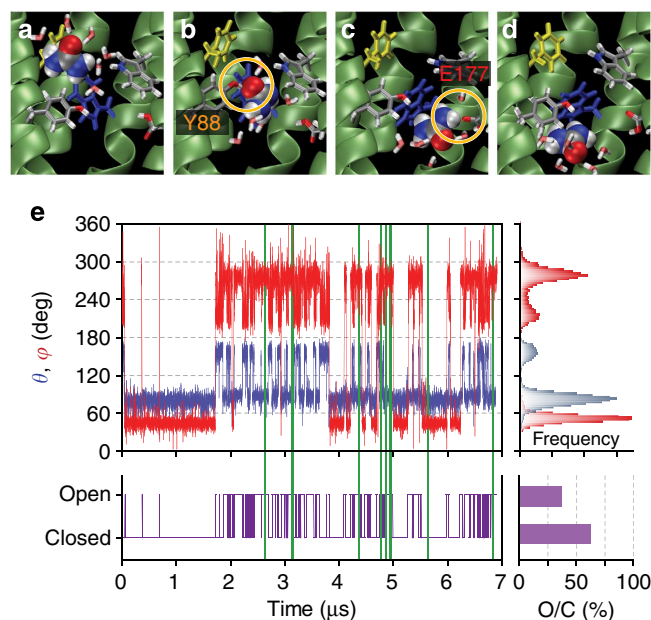 a b c d
E177
Y88
e
360
300
240
180
120
60
0
θ, φ (deg)
Frequency
Open
Closed
0 1 2 3 4 5 6 7
Time (μs)
0 50 100
O/C (%)